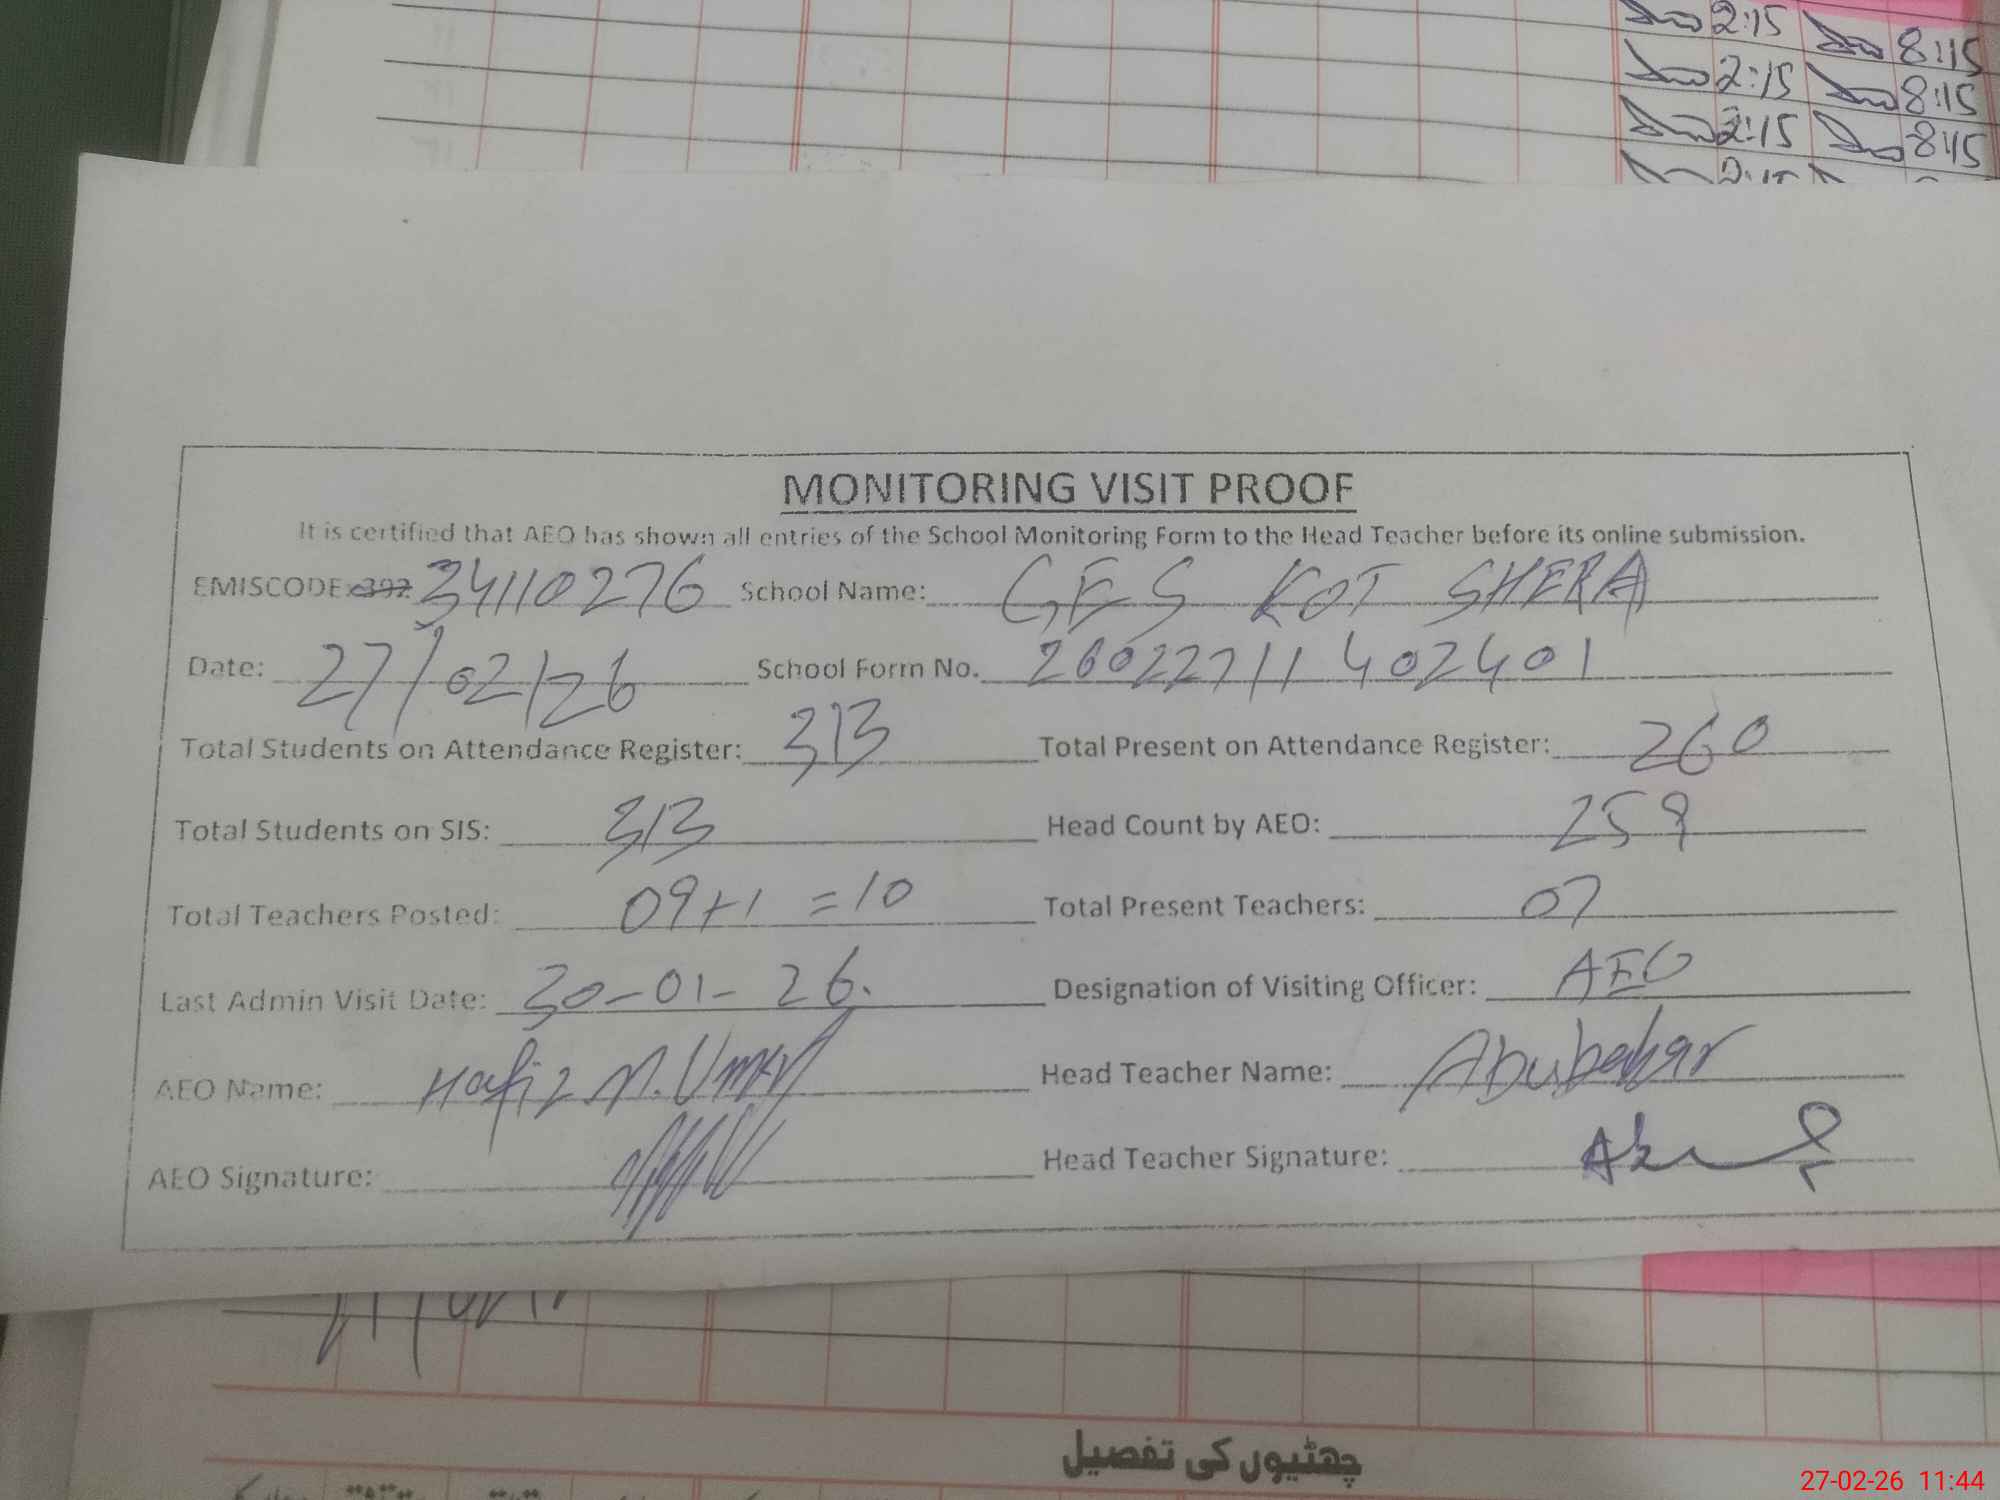 2:15 8:15
2:15 8:15
2:15 8:15
MONITORING VISIT PROOF
It is certified that AEO has shown all entries of the School Monitoring Form to the Head Teacher before its online submission.
EMISCODE: 34110276 School Name: GES KOT SHERA
Date: 27/02/26 School Form No. 26022711402401
Total Students on Attendance Register: 313 Total Present on Attendance Register: 260
Total Students on SIS: 313 Head Count by AEO: 259
Total Teachers Posted: 09+1 =10 Total Present Teachers: 07
Last Admin Visit Date: 30-01-26. Designation of Visiting Officer: AEO
AEO Name: Hafiz M. Umar Head Teacher Name: Abubakar
AEO Signature: Head Teacher Signature:
چھٹیوں کی تفصیل
27-02-26 11:44